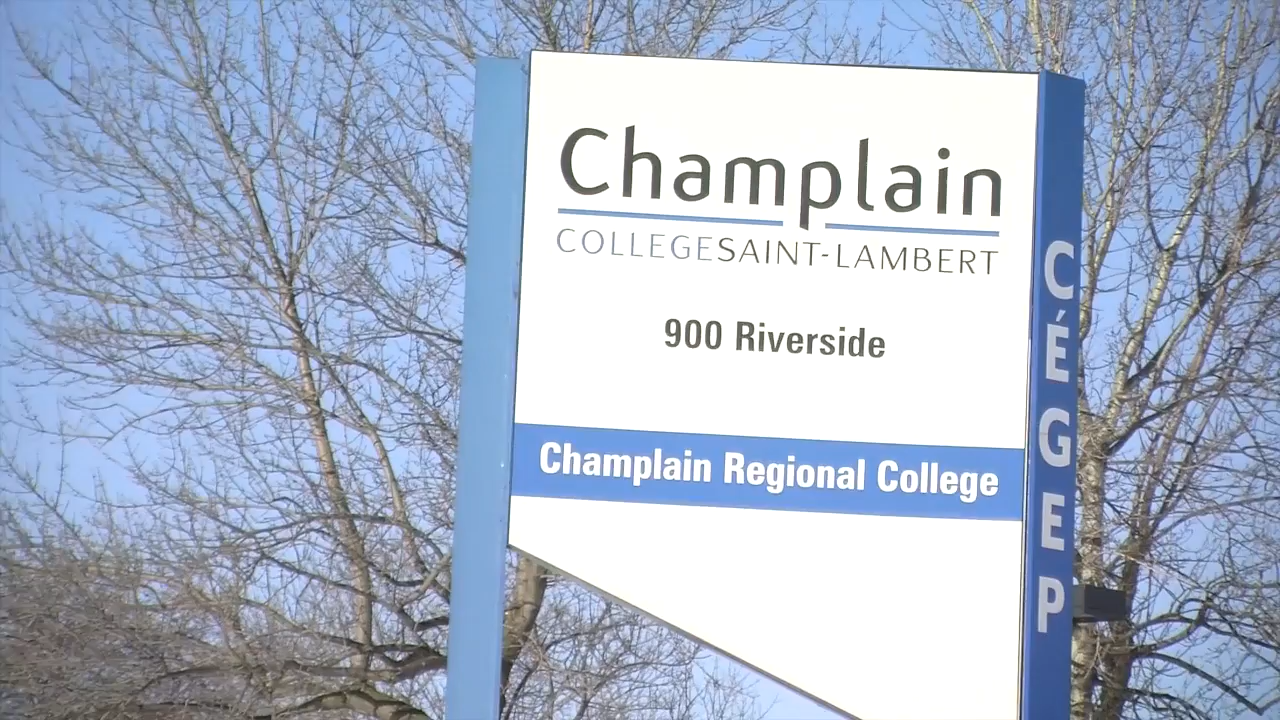 Champlain
COLLEGESAINT-LAMBERT
900 Riverside
Champlain Regional College
CÉGEP